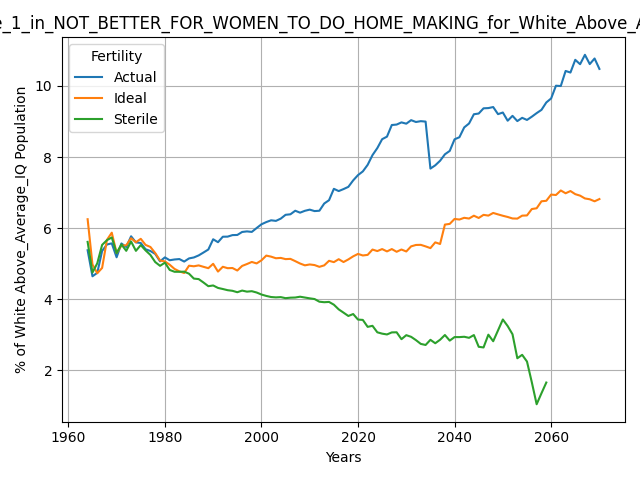 _1_in_NOT_BETTER_FOR_WOMEN_TO_DO_HOME_MAKING_for_White_Above_
% of White Above_Average_IQ Population
Fertility
Actual
Ideal
Sterile
10
8
6
4
2
1960 1980 2000 2020 2040 2060
Years